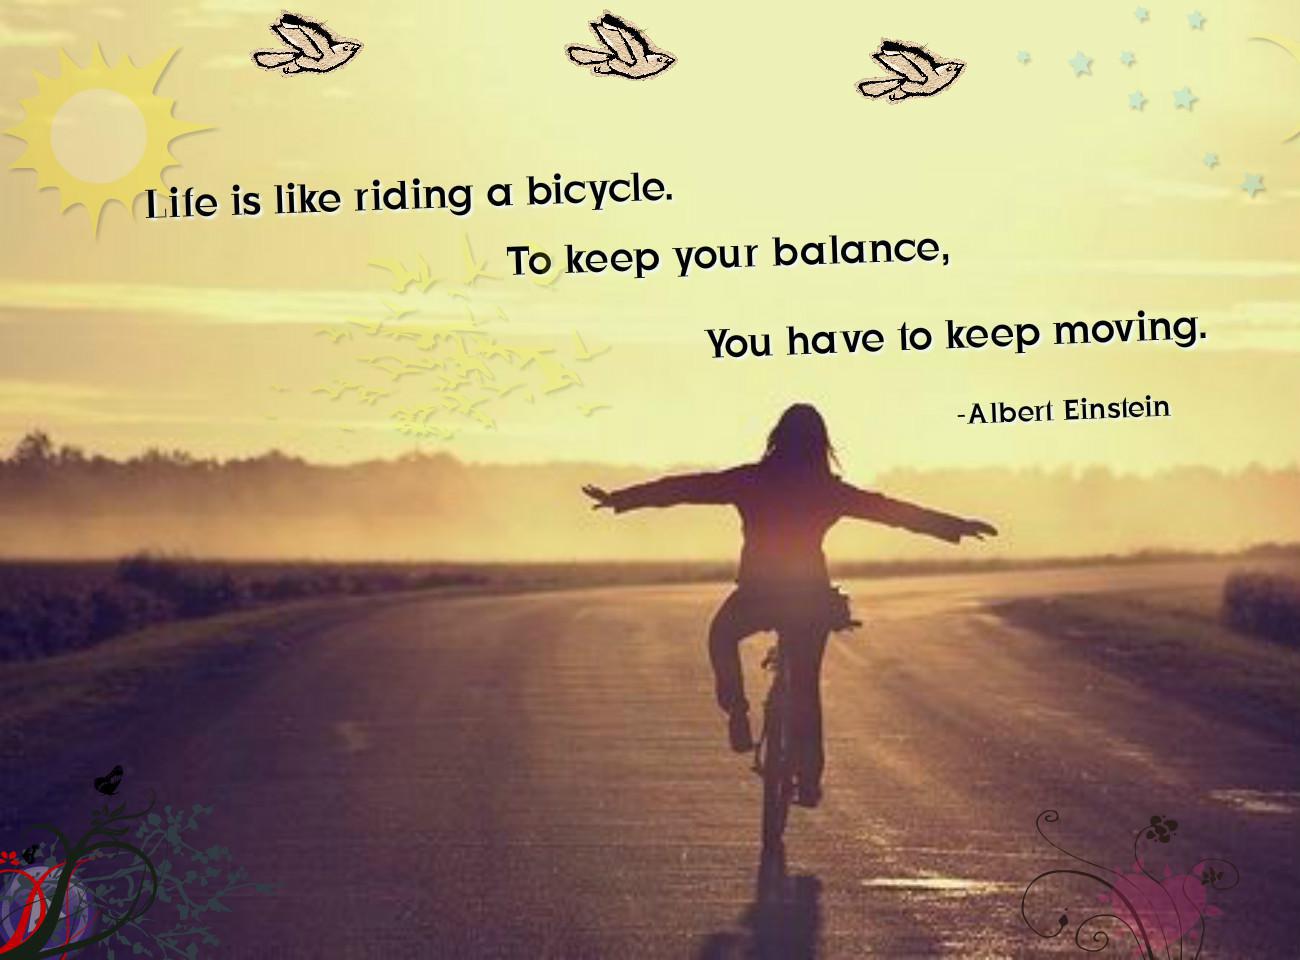 Life is like riding a bicycle.
To keep your balance,
You have to keep moving.
-Albert Einstein